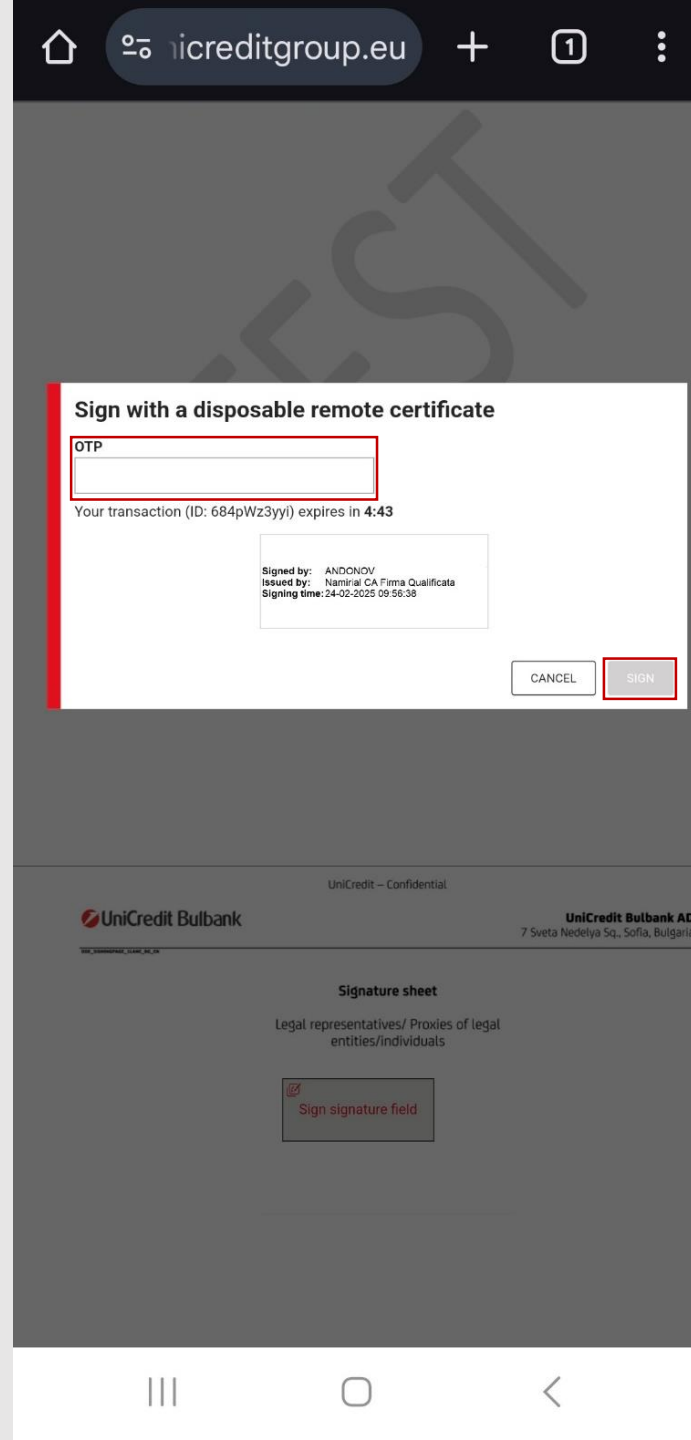 nicreditgroup.eu
1
TEST
Sign with a disposable remote certificate
OTP
Your transaction (ID: 684pWz3yyi) expires in 4:43
Signed by: ANDONOV
Issued by: Namirial CA Firma Qualificata
Signing time: 24-02-2025 09:56:38
CANCEL
SIGN
UniCredit – Confidential
UniCredit Bulbank
UniCredit Bulbank AD
7 Sveta Nedelya Sq., Sofia, Bulgaria
Signature sheet
Legal representatives/ Proxies of legal
entities/individuals
Sign signature field